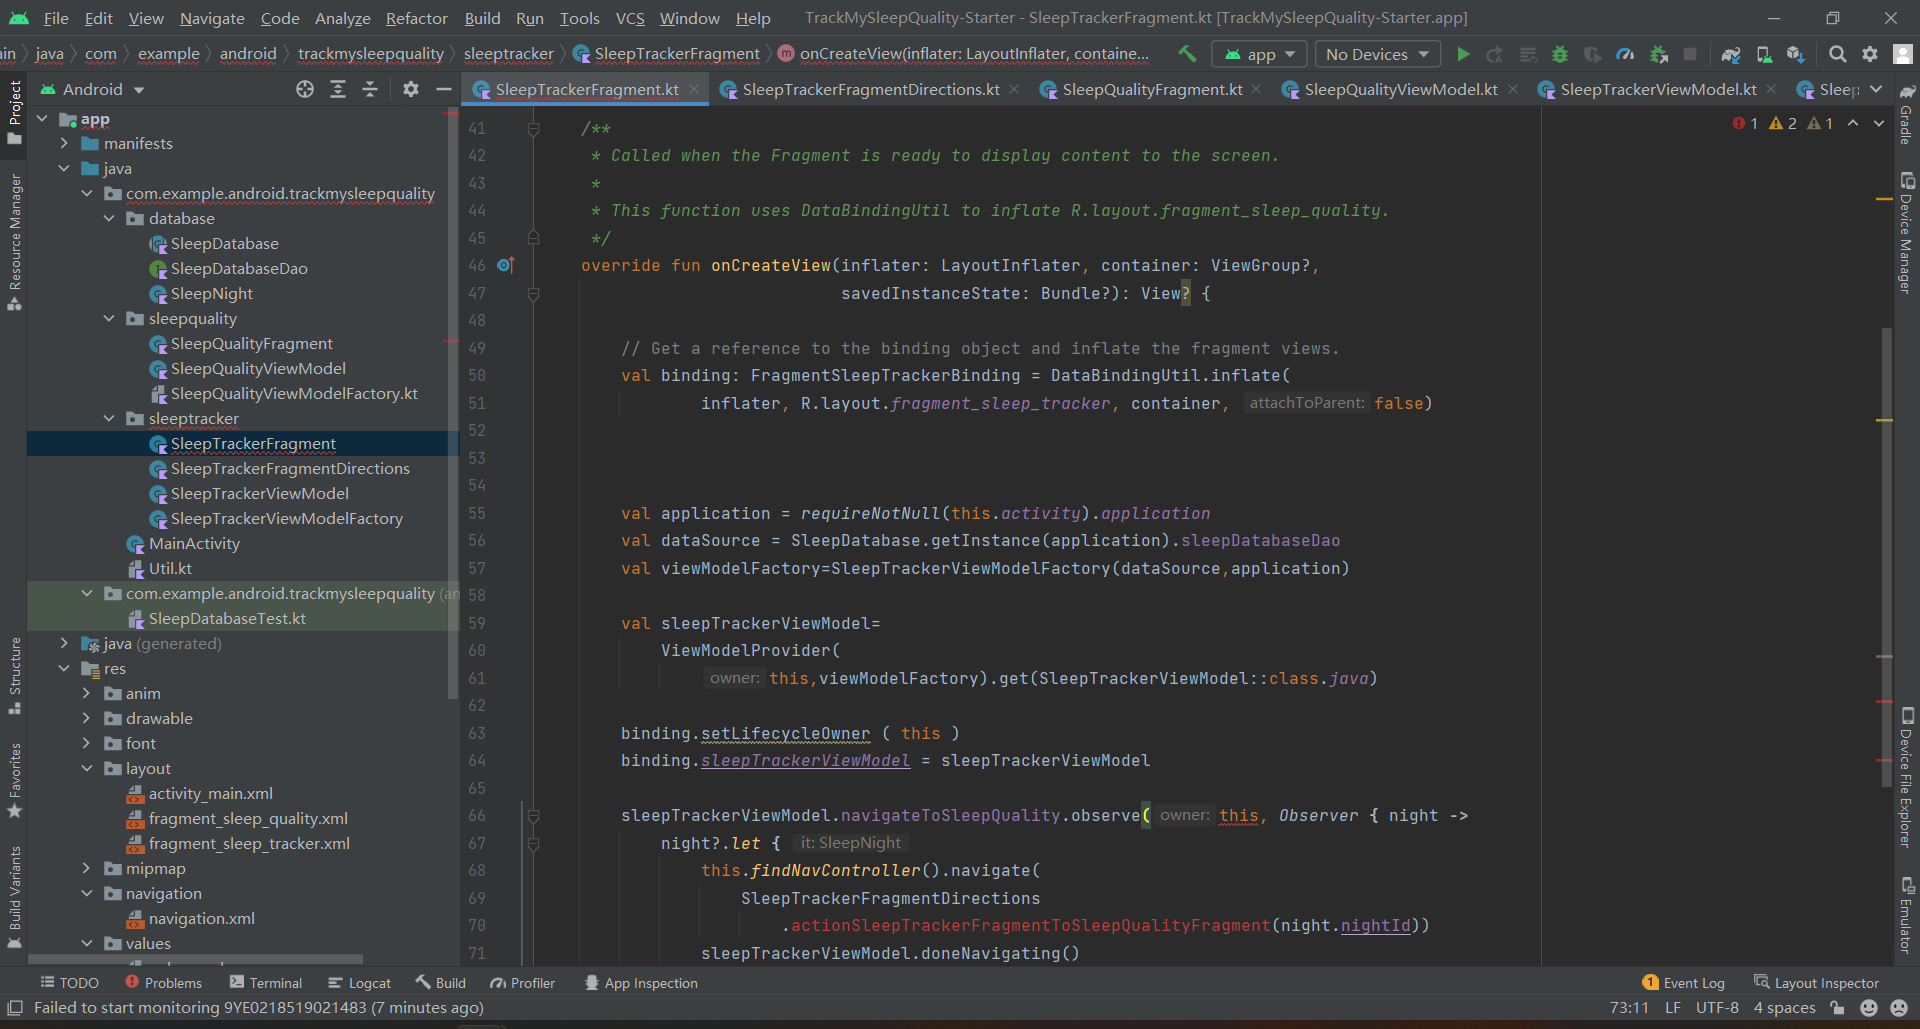 File Edit View Navigate Code Analyze Refactor Build Run Tools VCS Window Help TrackMySleepQuality-Starter - SleepTrackerFragment.kt [TrackMySleepQuality-Starter.app]
ain java com example android trackmysleepquality sleeptracker SleepTrackerFragment onCreateView(inflater: LayoutInflater, containe... app No Devices
Android SleepTrackerFragment.kt SleepTrackerFragmentDirections.kt SleepQualityFragment.kt SleepQualityViewModel.kt SleepTrackerViewModel.kt Sleep
Project
Resource Manager
Structure
Favorites
Build Variants
app
manifests
java
com.example.android.trackmysleepquality
database
SleepDatabase
SleepDatabaseDao
SleepNight
sleepquality
SleepQualityFragment
SleepQualityViewModel
SleepQualityViewModelFactory.kt
sleeptracker
SleepTrackerFragment
SleepTrackerFragmentDirections
SleepTrackerViewModel
SleepTrackerViewModelFactory
MainActivity
Util.kt
com.example.android.trackmysleepquality (an
SleepDatabaseTest.kt
java (generated)
res
anim
drawable
font
layout
activity_main.xml
fragment_sleep_quality.xml
fragment_sleep_tracker.xml
mipmap
navigation
navigation.xml
values
1 2 1
41 /**
42 * Called when the Fragment is ready to display content to the screen.
43 *
44 * This function uses DataBindingUtil to inflate R.layout.fragment_sleep_quality.
45 */
46 override fun onCreateView(inflater: LayoutInflater, container: ViewGroup?,
47 savedInstanceState: Bundle?): View? {
48
49 // Get a reference to the binding object and inflate the fragment views.
50 val binding: FragmentSleepTrackerBinding = DataBindingUtil.inflate(
51 inflater, R.layout.fragment_sleep_tracker, container, attachToParent: false)
52
53
54
55 val application = requireNotNull(this.activity).application
56 val dataSource = SleepDatabase.getInstance(application).sleepDatabaseDao
57 val viewModelFactory=SleepTrackerViewModelFactory(dataSource,application)
58
59 val sleepTrackerViewModel=
60 ViewModelProvider(
61 owner: this,viewModelFactory).get(SleepTrackerViewModel::class.java)
62
63 binding.setLifecycleOwner ( this )
64 binding.sleepTrackerViewModel = sleepTrackerViewModel
65
66 sleepTrackerViewModel.navigateToSleepQuality.observe( owner: this, Observer { night ->
67 night?.let { it: SleepNight
68 this.findNavController().navigate(
69 SleepTrackerFragmentDirections
70 .actionSleepTrackerFragmentToSleepQualityFragment(night.nightId))
71 sleepTrackerViewModel.doneNavigating()
Gradle
Device Manager
Device File Explorer
Emulator
TODO Problems Terminal Logcat Build Profiler App Inspection 1 Event Log Layout Inspector
Failed to start monitoring 9YE0218519021483 (7 minutes ago) 73:11 LF UTF-8 4 spaces